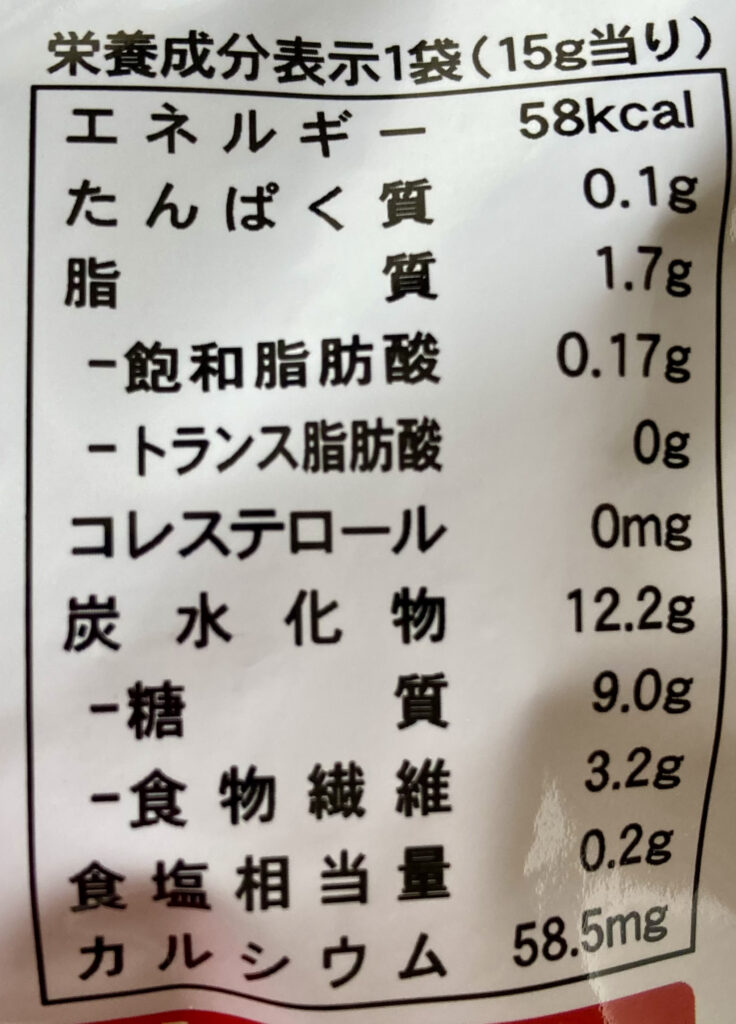 栄養成分表示1袋(15g当り)
エネルギー 58kcal
たんぱく質 0.1g
脂質 1.7g
-飽和脂肪酸 0.17g
-トランス脂肪酸 0g
コレステロール 0mg
炭水化物 12.2g
-糖質 9.0g
-食物繊維 3.2g
食塩相当量 0.2g
カルシウム 58.5mg